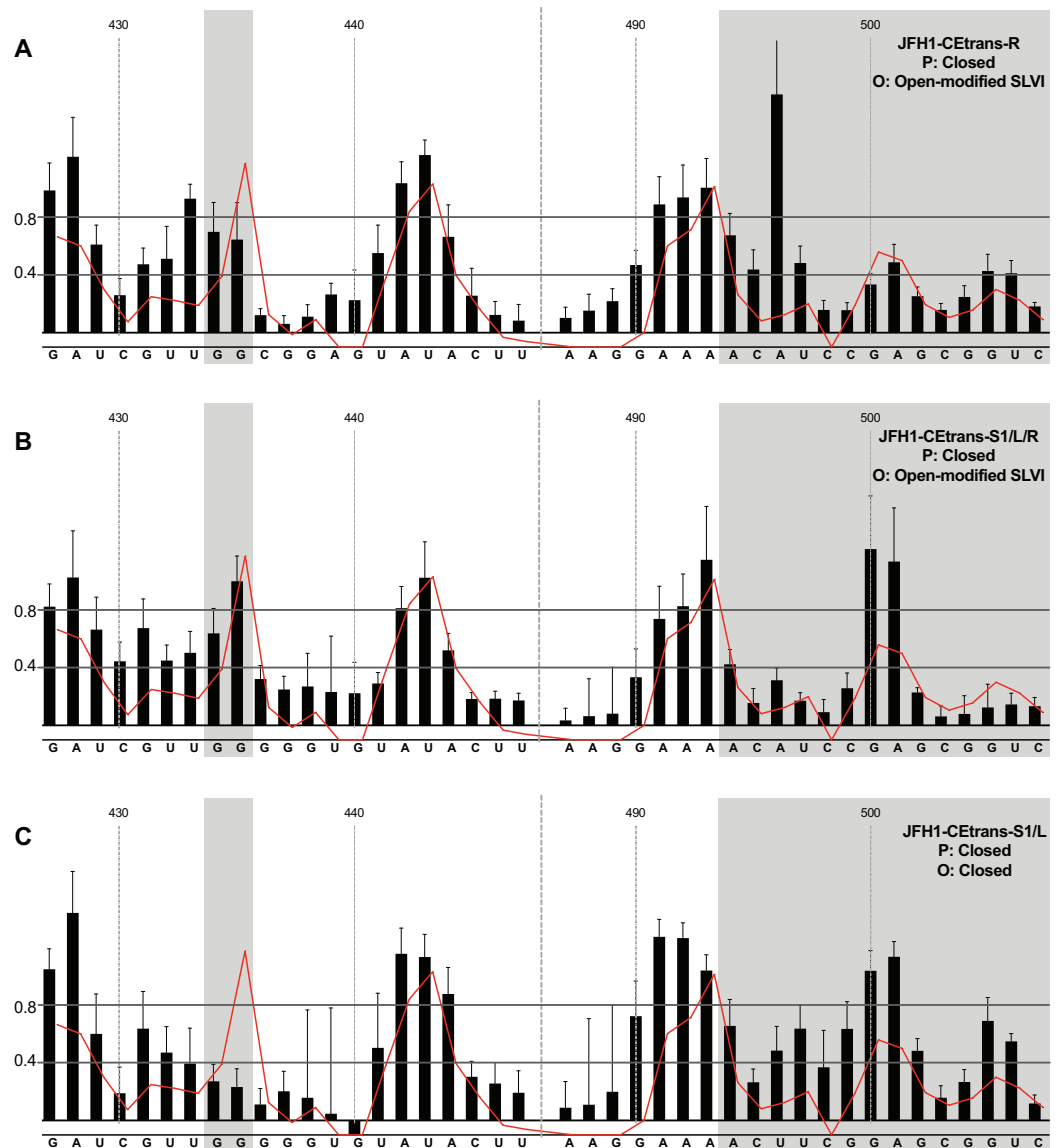 430 440 490 500
A
JFH1-CEtrans-R
P: Closed
O: Open-modified SLVI
0.8
0.4
G A U C G U U G G C G G A G U A U A C U U A A G G A A A A C A U C C G A G C G G U C
430 440 490 500
B
JFH1-CEtrans-S1/L/R
P: Closed
O: Open-modified SLVI
0.8
0.4
G A U C G U U G G G G G U G U A U A C U U A A G G A A A A C A U C C G A G C G G U C
430 440 490 500
C
JFH1-CEtrans-S1/L
P: Closed
O: Closed
0.8
0.4
G A U C G U U G G G G G U G U A U A C U U A A G G A A A A C U U C G G A G C G G U C